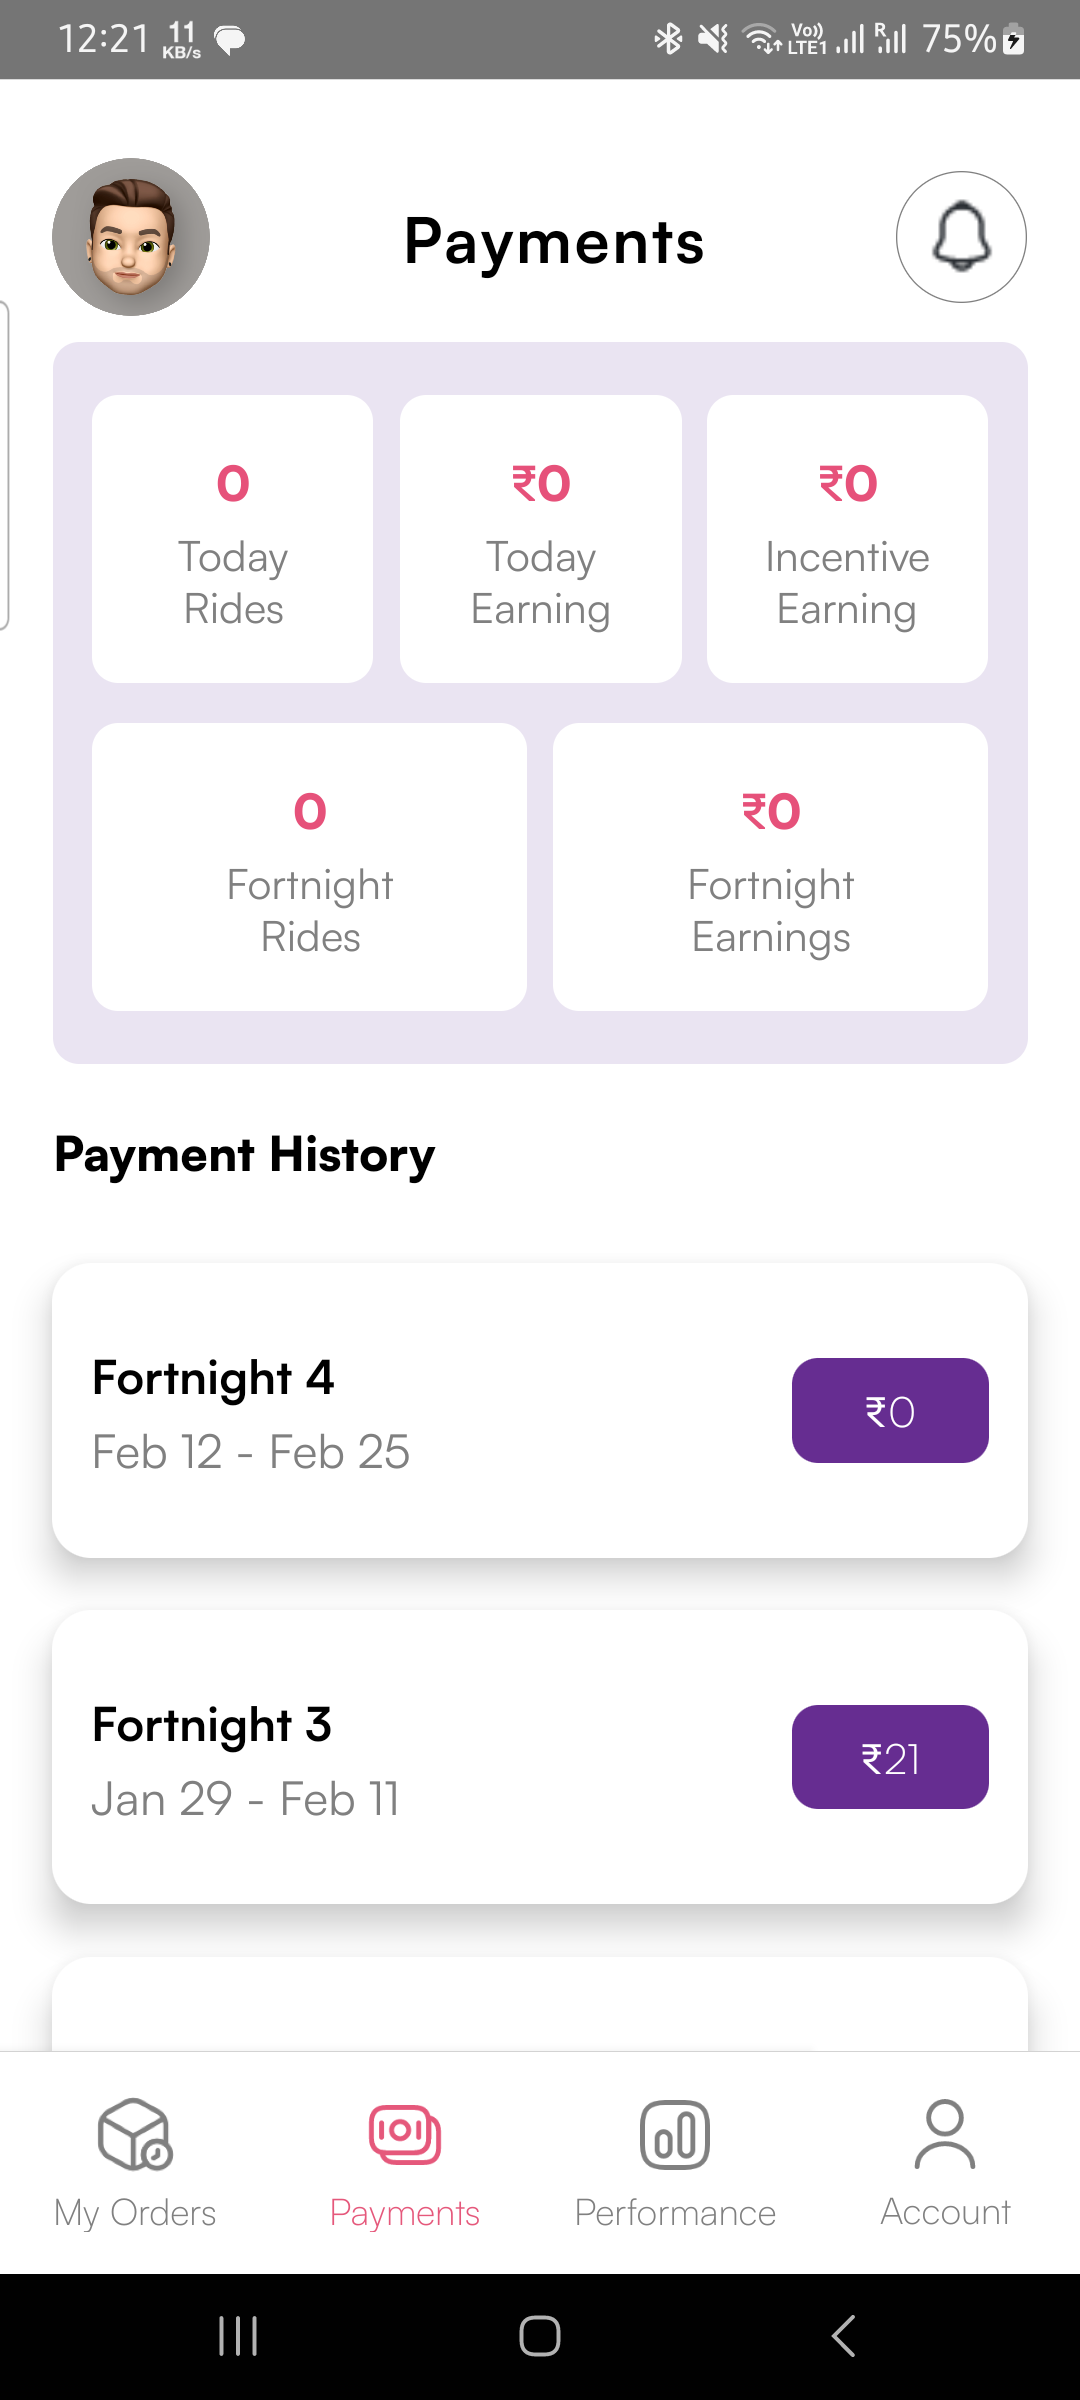 12:21 11 KB/s Vo)) LTE1 R 75%
Payments
0
Today
Rides
₹0
Today
Earning
₹0
Incentive
Earning
0
Fortnight
Rides
₹0
Fortnight
Earnings
Payment History
Fortnight 4
Feb 12 - Feb 25
₹0
Fortnight 3
Jan 29 - Feb 11
₹21
My Orders
Payments
Performance
Account